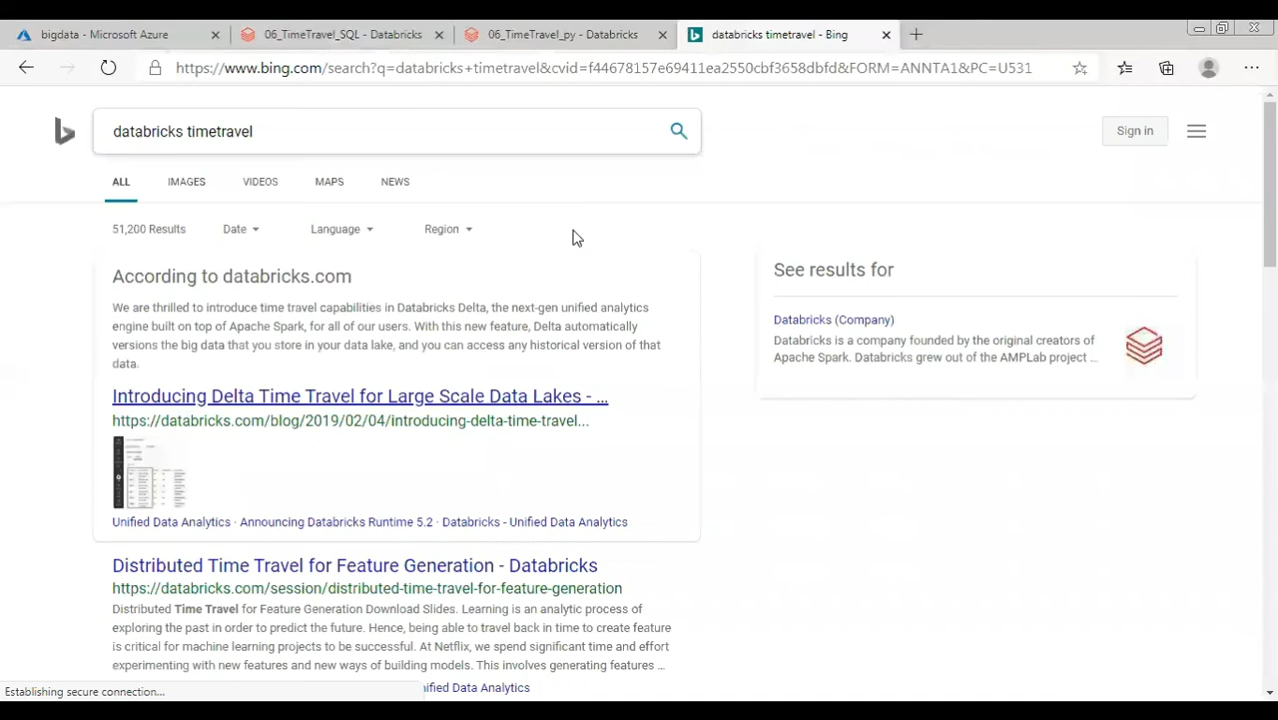 bigdata - Microsoft Azure
06_TimeTravel_SQL - Databricks
06_TimeTravel_py - Databricks
databricks timetravel - Bing
https://www.bing.com/search?q=databricks+timetravel&cvid=f44678157e69411ea2550cbf3658dbfd&FORM=ANNTA1&PC=U531
databricks timetravel
Sign in
ALL
IMAGES
VIDEOS
MAPS
NEWS
51,200 Results
Date
Language
Region
According to databricks.com
We are thrilled to introduce time travel capabilities in Databricks Delta, the next-gen unified analytics
engine built on top of Apache Spark, for all of our users. With this new feature, Delta automatically
versions the big data that you store in your data lake, and you can access any historical version of that
data.
Introducing Delta Time Travel for Large Scale Data Lakes - ...
https://databricks.com/blog/2019/02/04/introducing-delta-time-travel...
Unified Data Analytics · Announcing Databricks Runtime 5.2 · Databricks - Unified Data Analytics
See results for
Databricks (Company)
Databricks is a company founded by the original creators of
Apache Spark. Databricks grew out of the AMPLab project ...
Distributed Time Travel for Feature Generation - Databricks
https://databricks.com/session/distributed-time-travel-for-feature-generation
Distributed Time Travel for Feature Generation Download Slides. Learning is an analytic process of
exploring the past in order to predict the future. Hence, being able to travel back in time to create feature
is critical for machine learning projects to be successful. At Netflix, we spend significant time and effort
experimenting with new features and new ways of building models. This involves generating features ...
ified Data Analytics
Establishing secure connection...